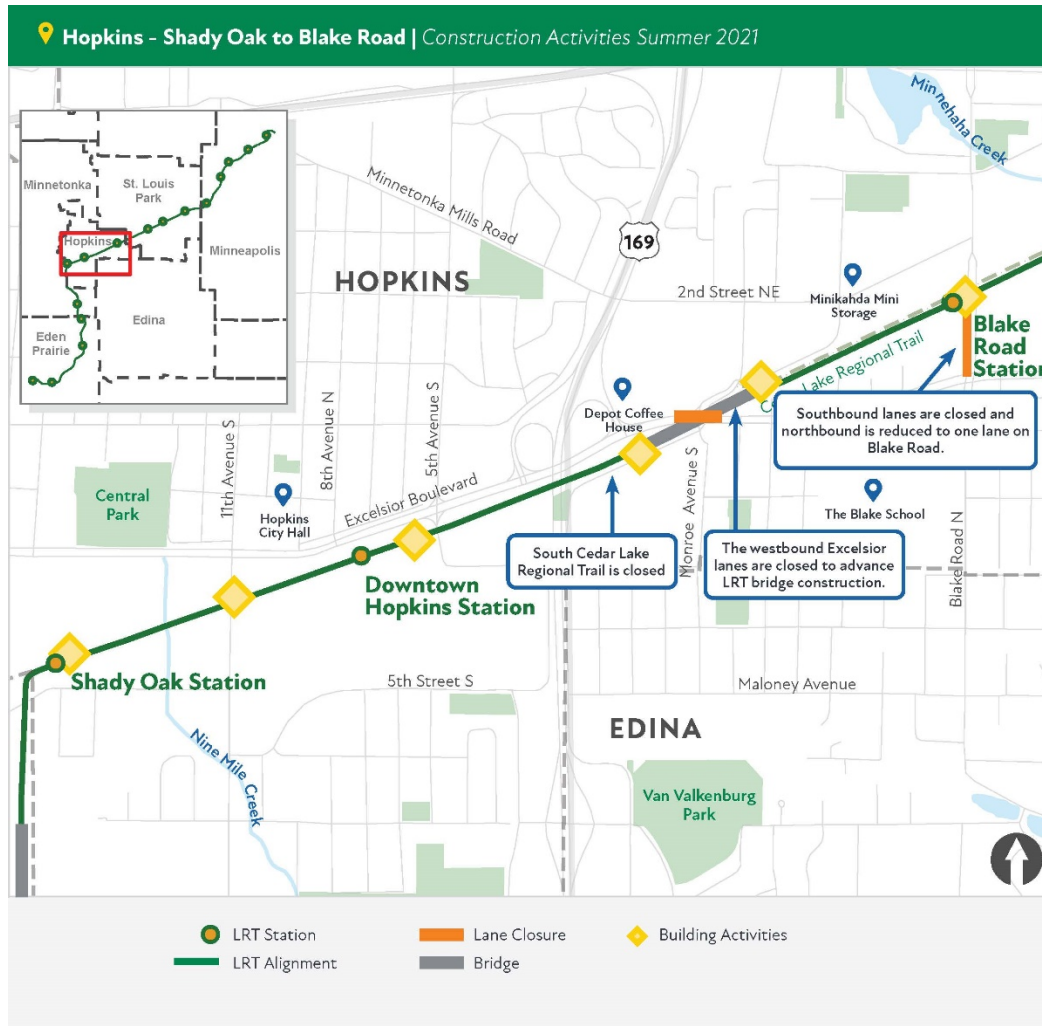 Hopkins - Shady Oak to Blake Road | Construction Activities Summer 2021
Minnetonka
St. Louis
Park
Hopkins
Minneapolis
Edina
Eden
Prairie
Minnehaha Creek
Minnetonka Mills Road
169
HOPKINS
2nd Street NE
Minikahda Mini
Storage
Blake
Road
Station
Lake Regional Trail
Depot Coffee
House
Southbound lanes are closed and
northbound is reduced to one lane on
Blake Road.
11th Avenue S
8th Avenue N
5th Avenue S
Central
Park
Hopkins
City Hall
Excelsior Boulevard
The Blake School
South Cedar Lake
Regional Trail is closed
Monroe Avenue S
The westbound Excelsior
lanes are closed to advance
LRT bridge construction.
Blake Road N
Downtown
Hopkins Station
Shady Oak Station
5th Street S
Maloney Avenue
EDINA
Nine Mile Creek
Van Valkenburg
Park
LRT Station
Lane Closure
Building Activities
LRT Alignment
Bridge